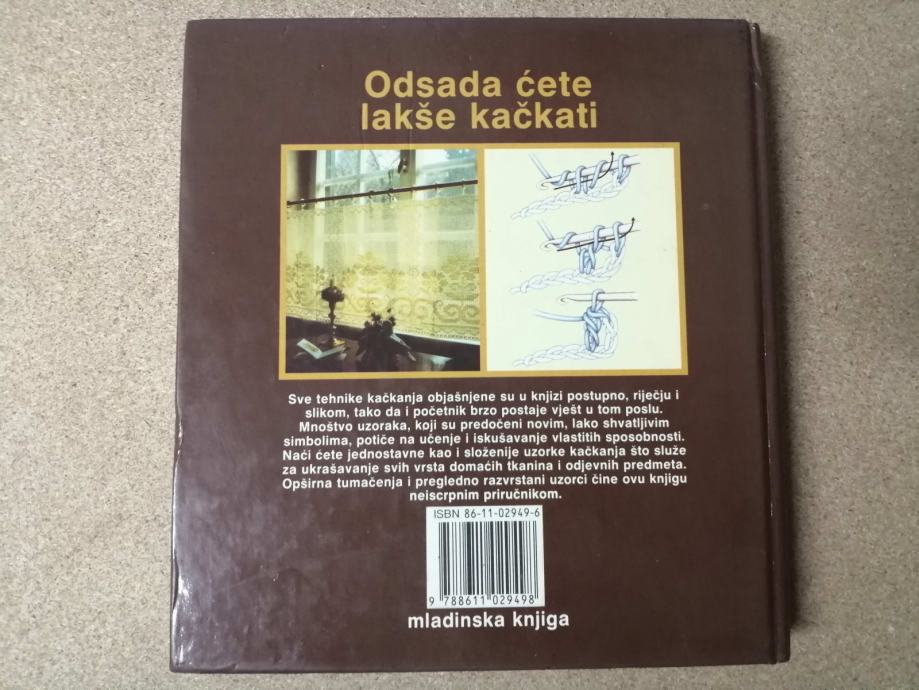 Odsada ćete
lakše kačkati
Sve tehnike kačkanja objašnjene su u knjizi postupno, riječju i
slikom, tako da i početnik brzo postaje vješt u tom poslu.
Mnoštvo uzoraka, koji su predočeni novim, lako shvatljivim
simbolima, potiče na učenje i iskušavanje vlastitih sposobnosti.
Naći ćete jednostavne kao i složenije uzorke kačkanja što služe
za ukrašavanje svih vrsta domaćih tkanina i odjevnih predmeta.
Opširna tumačenja i pregledno razvrstani uzorci čine ovu knjigu
neiscrpnim priručnikom.
ISBN 86-11-02949-6
9 788611 029498
mladinska knjiga